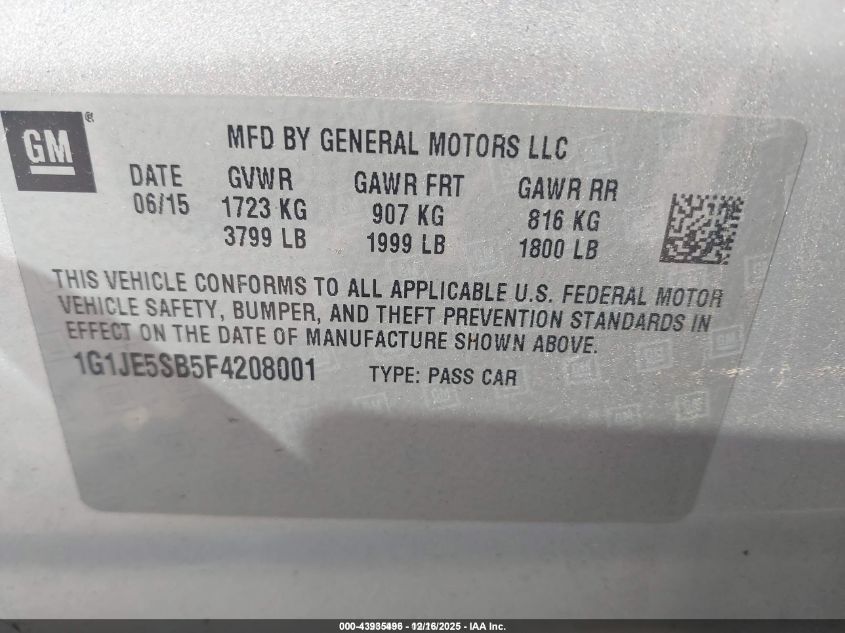 GM®
MFD BY GENERAL MOTORS LLC
DATE GVWR GAWR FRT GAWR RR
06/15 1723 KG 907 KG 816 KG
3799 LB 1999 LB 1800 LB
THIS VEHICLE CONFORMS TO ALL APPLICABLE U.S. FEDERAL MOTOR
VEHICLE SAFETY, BUMPER, AND THEFT PREVENTION STANDARDS IN
EFFECT ON THE DATE OF MANUFACTURE SHOWN ABOVE.
1G1JE5SB5F4208001 TYPE: PASS CAR
000-43935496 - 12/16/2025 - IAA Inc.